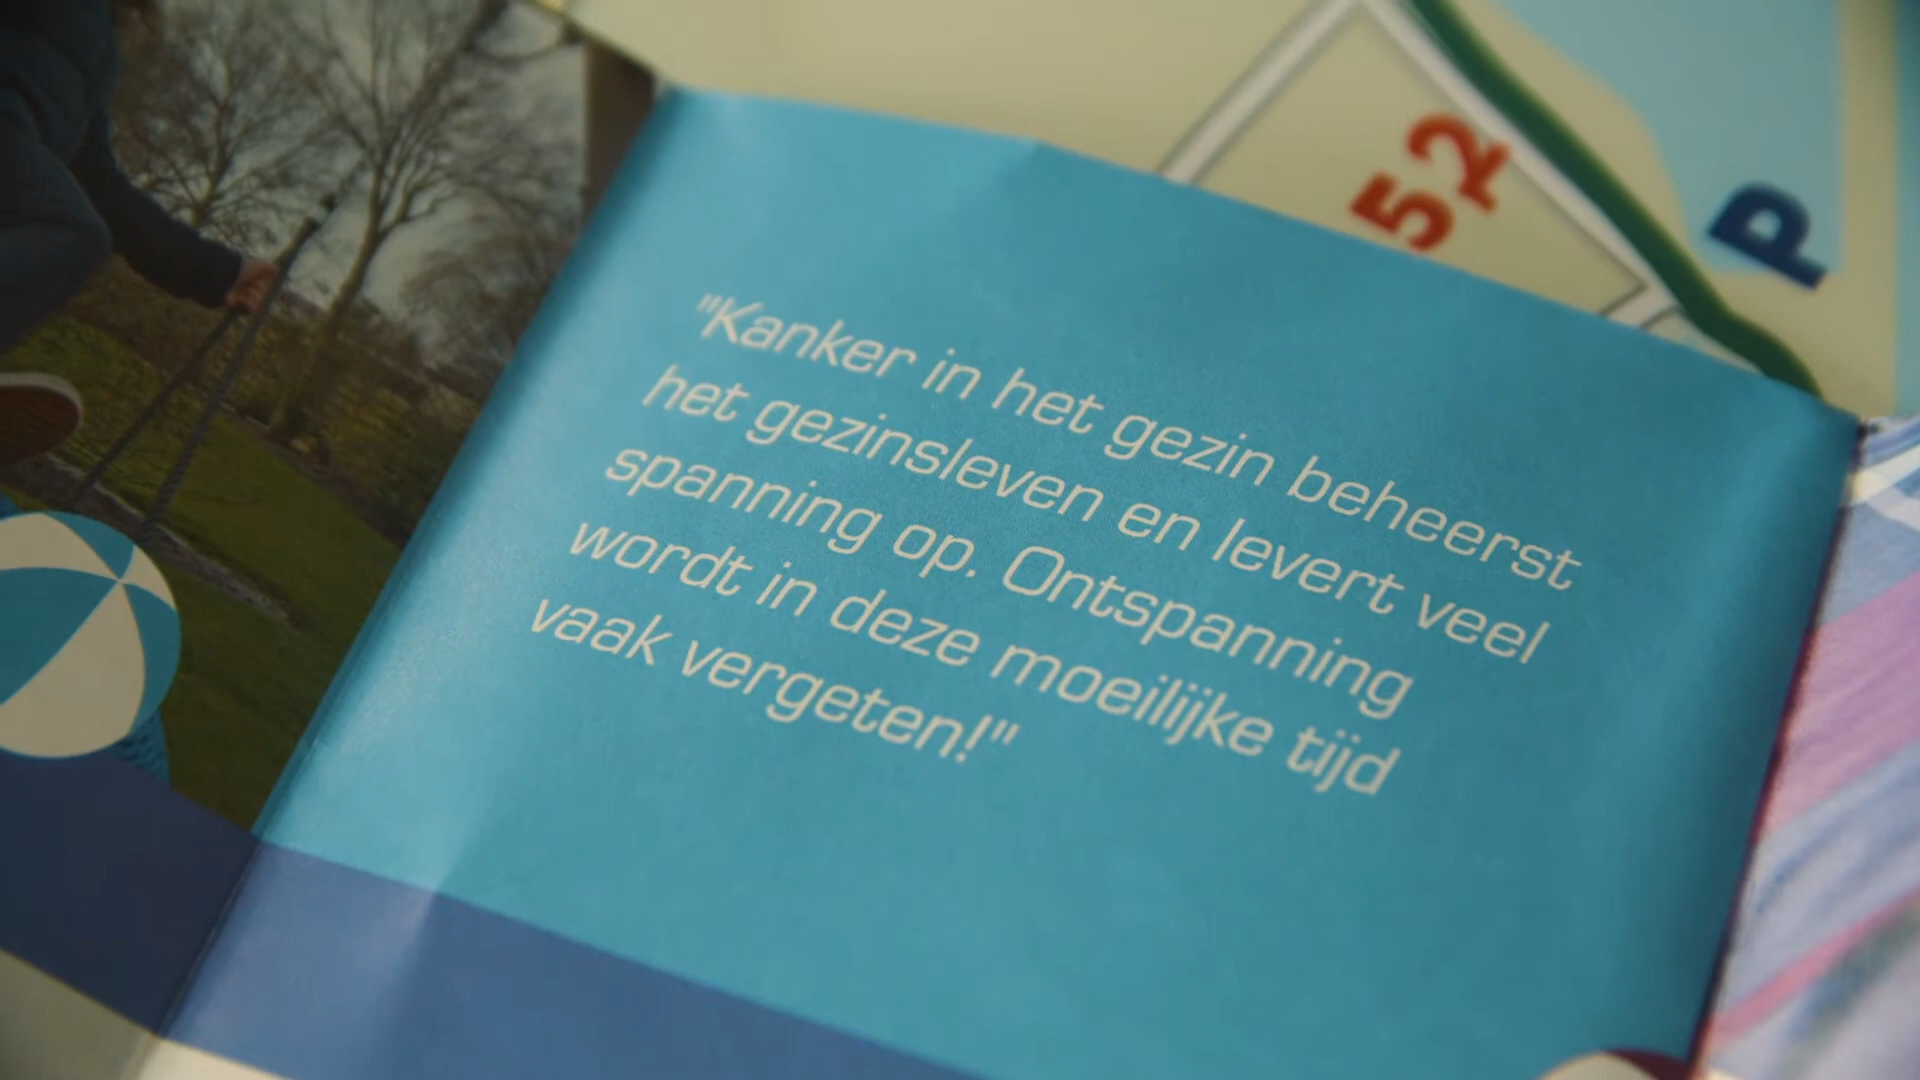 52
P
"Kanker in het gezin beheerst
het gezinsleven en levert veel
spanning op. Ontspanning
wordt in deze moeilijke tijd
vaak vergeten!"